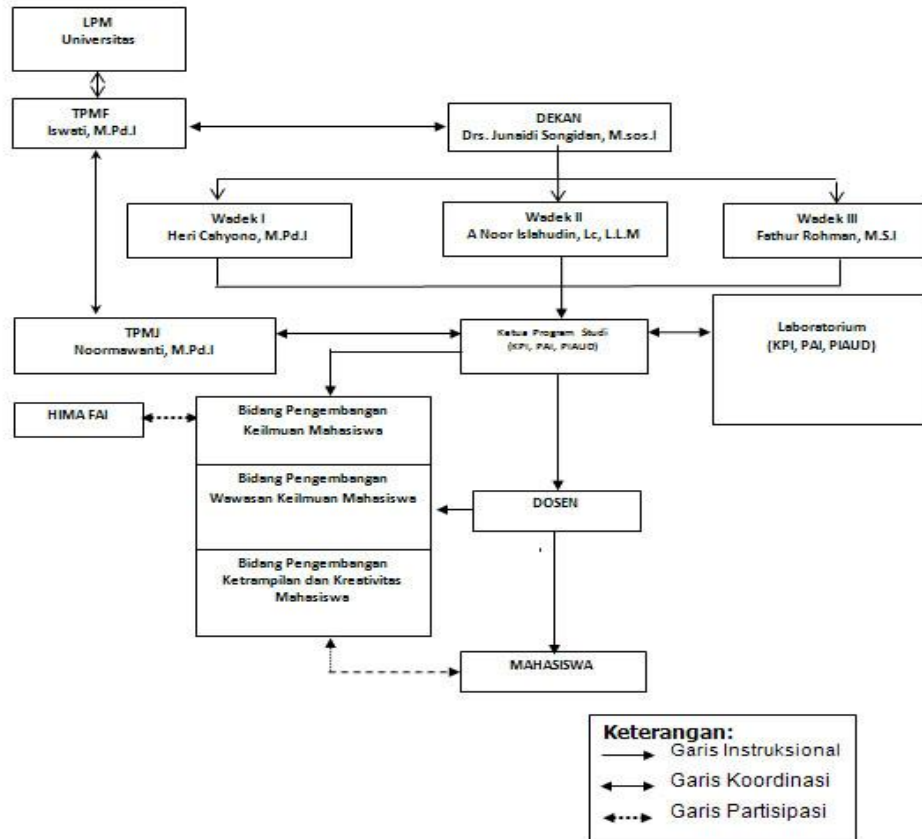 LPM
Universitas
TPMF
Iswati, M.Pd.I
DEKAN
Drs. Junaidi Songidan, M.sos.I
Wadek I
Heri Cahyono, M.Pd.I
Wadek II
A Noor Islahudin, Lc, L.L.M
Wadek III
Fathur Rohman, M.S.I
TPMJ
Noormawanti, M.Pd.I
Ketua Program Studi
(KPI, PAI, PIAUD)
Laboratorium
(KPI, PAI, PIAUD)
HIMA FAI
Bidang Pengembangan
Keilmuan Mahasiswa
Bidang Pengembangan
Wawasan Keilmuan Mahasiswa
DOSEN
Bidang Pengembangan
Ketrampilan dan Kreativitas
Mahasiswa
MAHASISWA
Keterangan:
Garis Instruksional
Garis Koordinasi
Garis Partisipasi